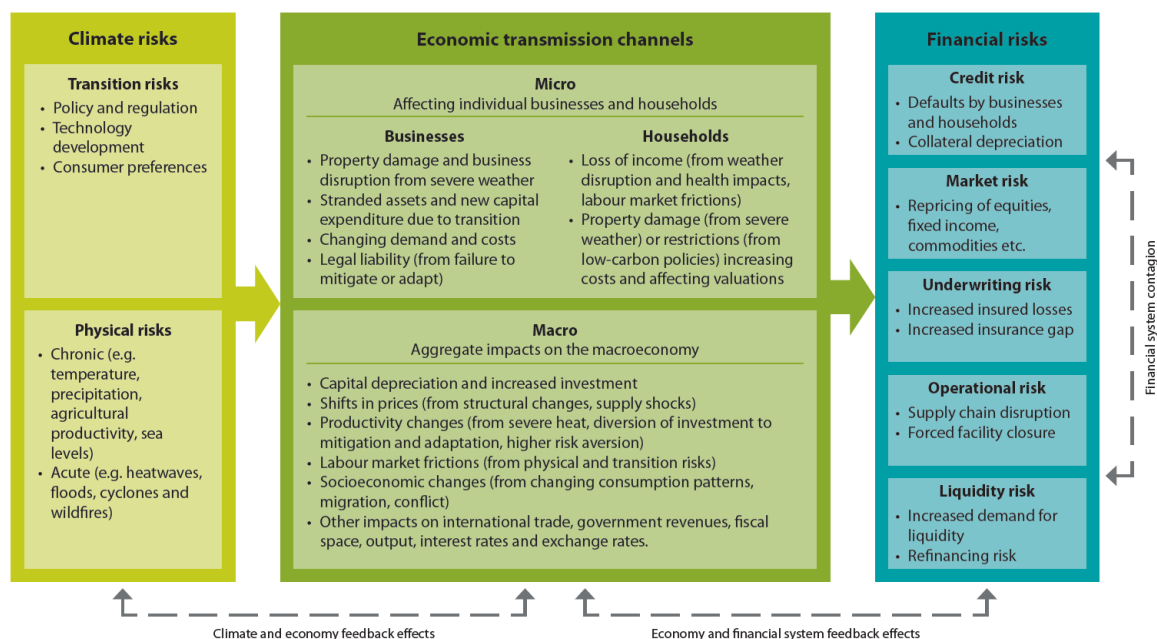 Climate risks
Transition risks
• Policy and regulation
• Technology
development
• Consumer preferences
Physical risks
• Chronic (e.g.
temperature,
precipitation,
agricultural
productivity, sea
levels)
• Acute (e.g. heatwaves,
floods, cyclones and
wildfires)
Economic transmission channels
Micro
Affecting individual businesses and households
Businesses
• Property damage and business
disruption from severe weather
• Stranded assets and new capital
expenditure due to transition
• Changing demand and costs
• Legal liability (from failure to
mitigate or adapt)
Households
• Loss of income (from weather
disruption and health impacts,
labour market frictions)
• Property damage (from severe
weather) or restrictions (from
low-carbon policies) increasing
costs and affecting valuations
Macro
Aggregate impacts on the macroeconomy
• Capital depreciation and increased investment
• Shifts in prices (from structural changes, supply shocks)
• Productivity changes (from severe heat, diversion of investment to
mitigation and adaptation, higher risk aversion)
• Labour market frictions (from physical and transition risks)
• Socioeconomic changes (from changing consumption patterns,
migration, conflict)
• Other impacts on international trade, government revenues, fiscal
space, output, interest rates and exchange rates.
Financial risks
Credit risk
• Defaults by businesses
and households
• Collateral depreciation
Market risk
• Repricing of equities,
fixed income,
commodities etc.
Underwriting risk
• Increased insured losses
• Increased insurance gap
Operational risk
• Supply chain disruption
• Forced facility closure
Liquidity risk
• Increased demand for
liquidity
• Refinancing risk
Financial system contagion
Climate and economy feedback effects
Economy and financial system feedback effects